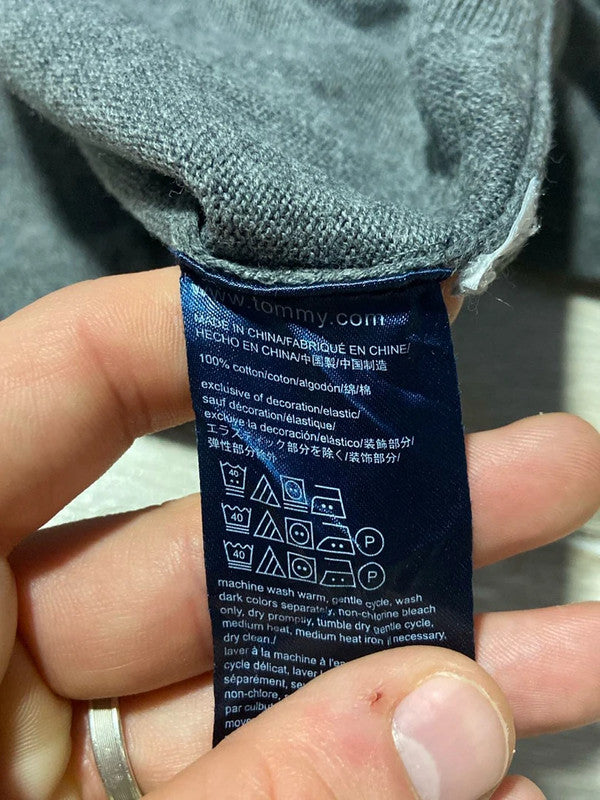 www.tommy.com
MADE IN CHINA/FABRIQUÉ EN CHINE/
HECHO EN CHINA/中国製/中国制造
100% cotton/coton/algodón/綿/棉
exclusive of decoration/elastic/
sauf décoration/élastique/
excluye la decoración/elástico/装飾部分/
エラスティック部分を除く/装饰部分/
弹性部分除外
40
40 P
40 P
machine wash warm, gentle cycle, wash
dark colors separately, non-chlorine bleach
only, dry promptly, tumble dry gentle cycle,
medium heat, medium heat iron if necessary,
dry clean./
laver à la machine à l'ea
cycle délicat, laver l
séparément, se
non-chlore,
par culbu
moye